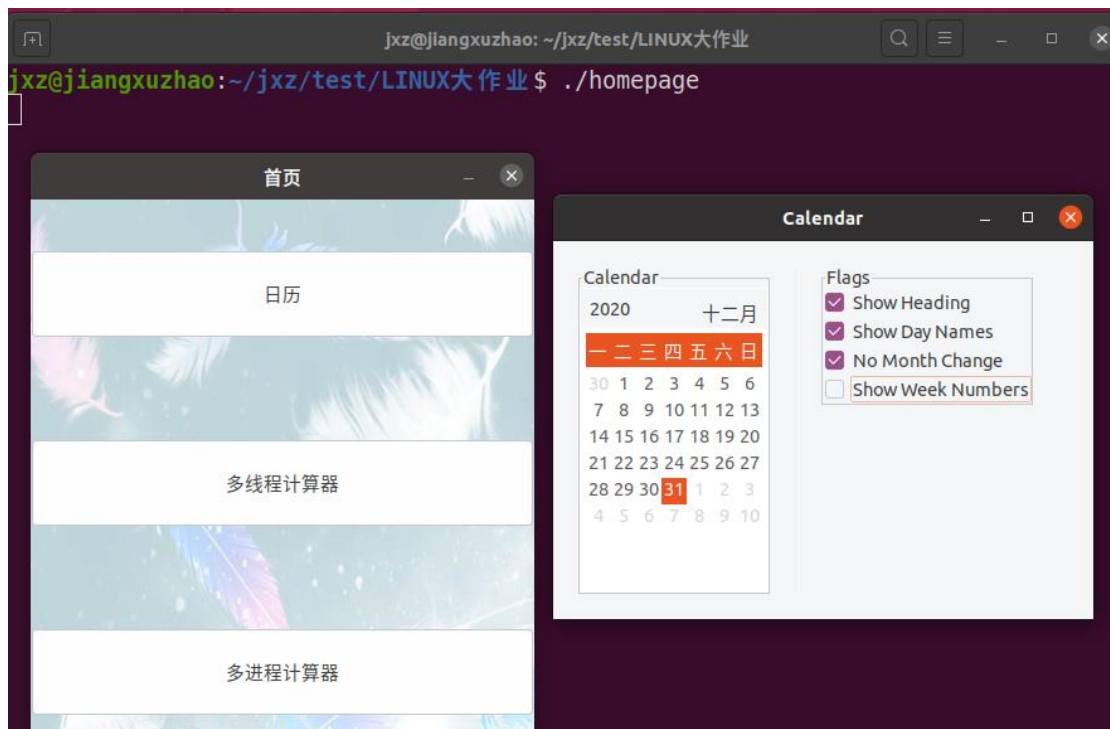 jxz@jiangxuzhao: ~/jxz/test/LINUX大作业
jxz@jiangxuzhao:~/jxz/test/LINUX大作业$ ./homepage
首页
日历
多线程计算器
多进程计算器
Calendar
Calendar
2020 十二月
一 二 三 四 五 六 日
30 1 2 3 4 5 6
7 8 9 10 11 12 13
14 15 16 17 18 19 20
21 22 23 24 25 26 27
28 29 30 31 1 2 3
4 5 6 7 8 9 10
Flags
Show Heading
Show Day Names
No Month Change
Show Week Numbers